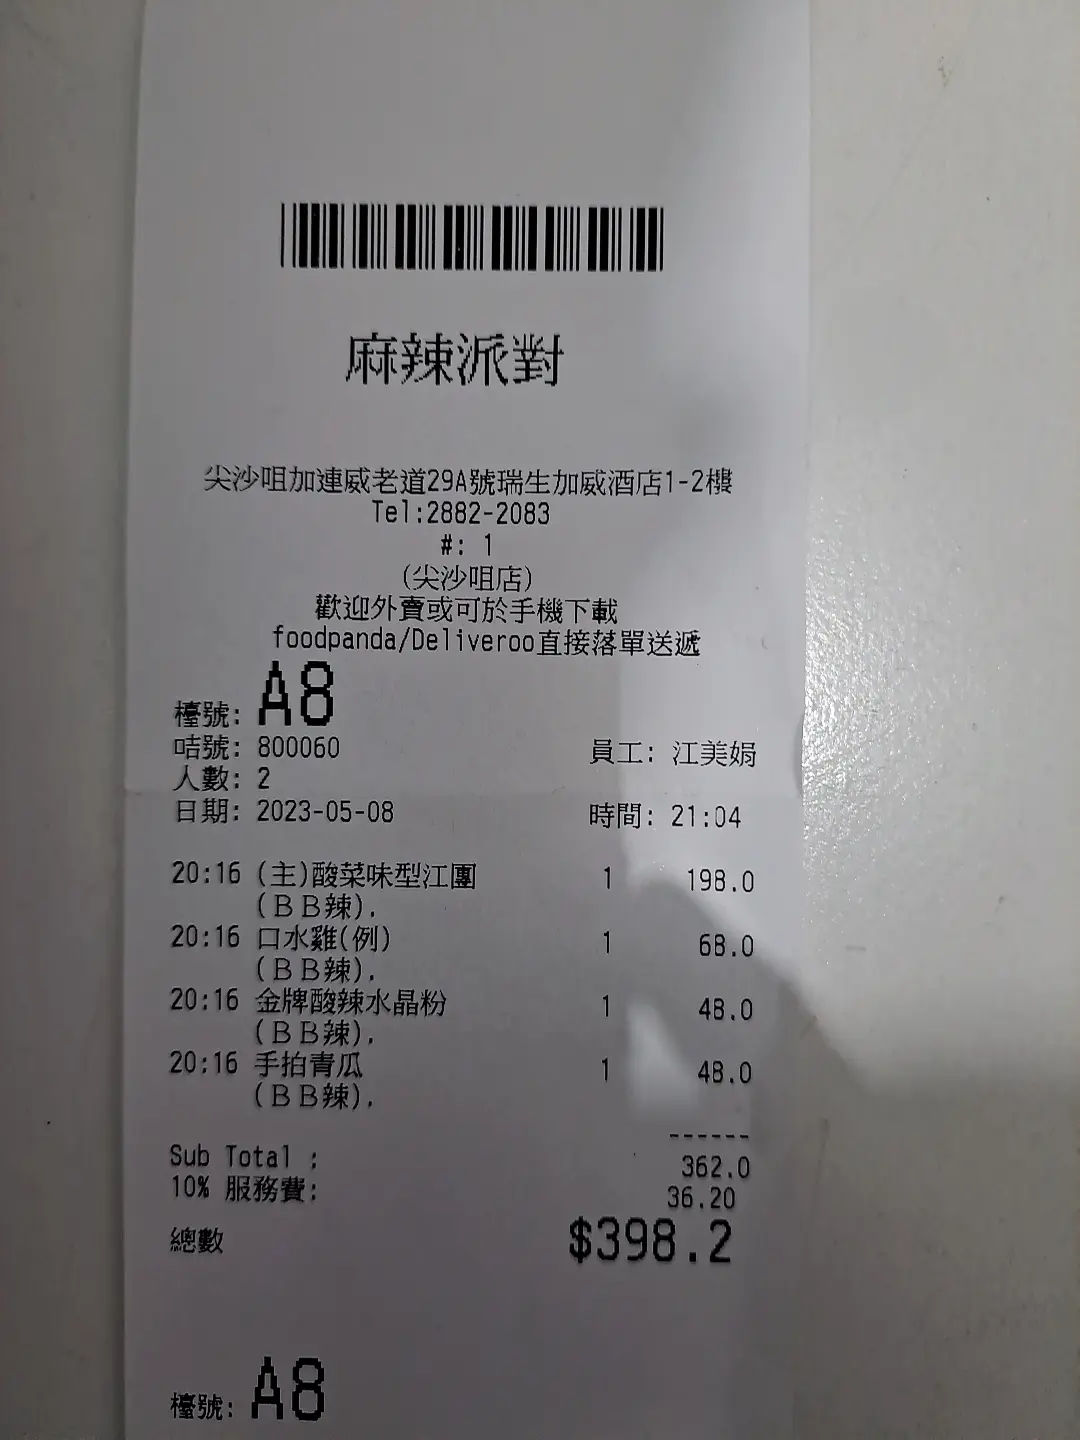 麻辣派對
尖沙咀加連威老道29A號瑞生加威酒店1-2樓
Tel:2882-2083
#: 1
(尖沙咀店)
歡迎外賣或可於手機下載
foodpanda/Deliveroo直接落單送遞
檯號: A8
咭號: 800060 員工: 江美娟
人數: 2
日期: 2023-05-08 時間: 21:04
20:16 (主)酸菜味型江團 1 198.0
(ＢＢ辣).
20:16 口水雞(例) 1 68.0
(ＢＢ辣).
20:16 金牌酸辣水晶粉 1 48.0
(ＢＢ辣).
20:16 手拍青瓜 1 48.0
(ＢＢ辣).
------
Sub Total : 362.0
10% 服務費: 36.20
總數 $398.2
檯號: A8